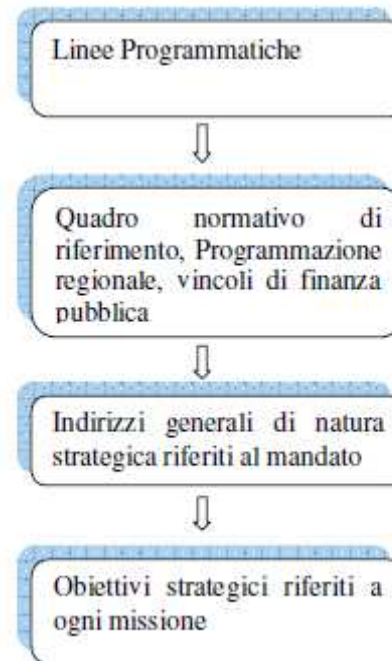 Linee Programmatiche
Quadro normativo di
riferimento, Programmazione
regionale, vincoli di finanza
pubblica
Indirizzi generali di natura
strategica riferiti al mandato
Obiettivi strategici riferiti a
ogni missione